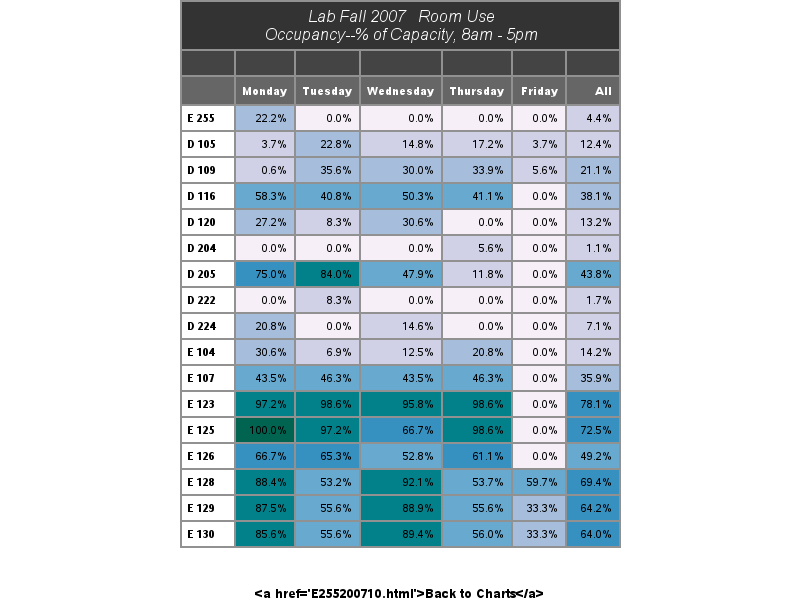 Lab Fall 2007 Room Use
Occupancy--% of Capacity, 8am - 5pm
Monday Tuesday Wednesday Thursday Friday All
E 255 22.2% 0.0% 0.0% 0.0% 0.0% 4.4%
D 105 3.7% 22.8% 14.8% 17.2% 3.7% 12.4%
D 109 0.6% 35.6% 30.0% 33.9% 5.6% 21.1%
D 116 58.3% 40.8% 50.3% 41.1% 0.0% 38.1%
D 120 27.2% 8.3% 30.6% 0.0% 0.0% 13.2%
D 204 0.0% 0.0% 0.0% 5.6% 0.0% 1.1%
D 205 75.0% 84.0% 47.9% 11.8% 0.0% 43.8%
D 222 0.0% 8.3% 0.0% 0.0% 0.0% 1.7%
D 224 20.8% 0.0% 14.6% 0.0% 0.0% 7.1%
E 104 30.6% 6.9% 12.5% 20.8% 0.0% 14.2%
E 107 43.5% 46.3% 43.5% 46.3% 0.0% 35.9%
E 123 97.2% 98.6% 95.8% 98.6% 0.0% 78.1%
E 125 100.0% 97.2% 66.7% 98.6% 0.0% 72.5%
E 126 66.7% 65.3% 52.8% 61.1% 0.0% 49.2%
E 128 88.4% 53.2% 92.1% 53.7% 59.7% 69.4%
E 129 87.5% 55.6% 88.9% 55.6% 33.3% 64.2%
E 130 85.6% 55.6% 89.4% 56.0% 33.3% 64.0%
<a href='E255200710.html'>Back to Charts</a>